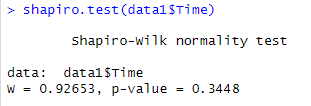 > shapiro.test(data1$Time)
Shapiro-Wilk normality test
data:  data1$Time
W = 0.92653, p-value = 0.3448